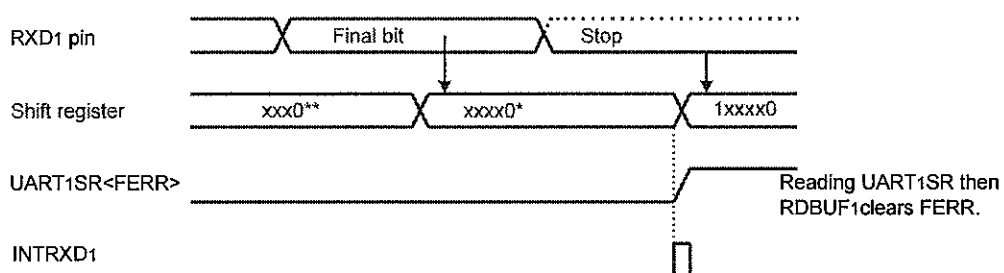 RXD1 pin
Final bit
Stop
Shift register
xxx0**
xxxx0*
1xxxx0
UART1SR<FERR>
Reading UART1SR then
RDBUF1clears FERR.
INTRXD1